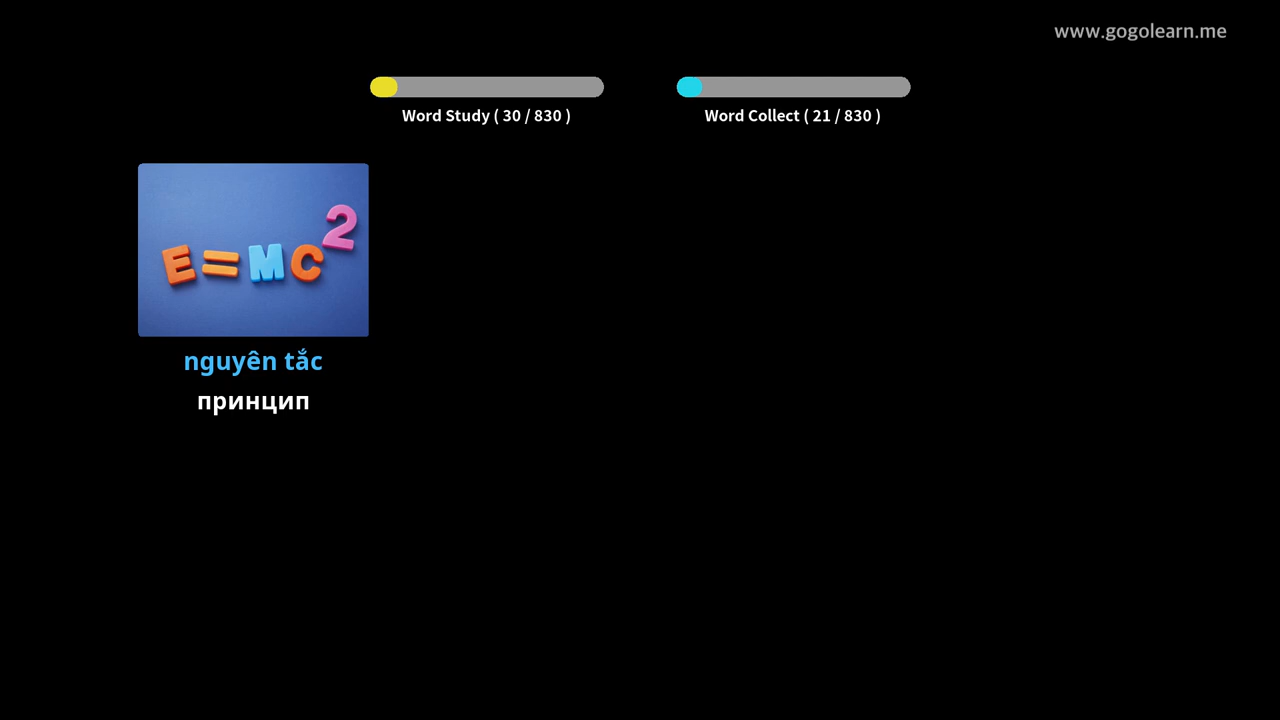 www.gogolearn.me
Word Study ( 30 / 830 )
Word Collect ( 21 / 830 )
E=MC²
nguyên tắc
принцип